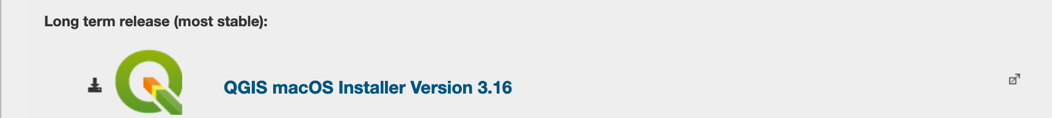 Long term release (most stable):
QGIS macOS Installer Version 3.16